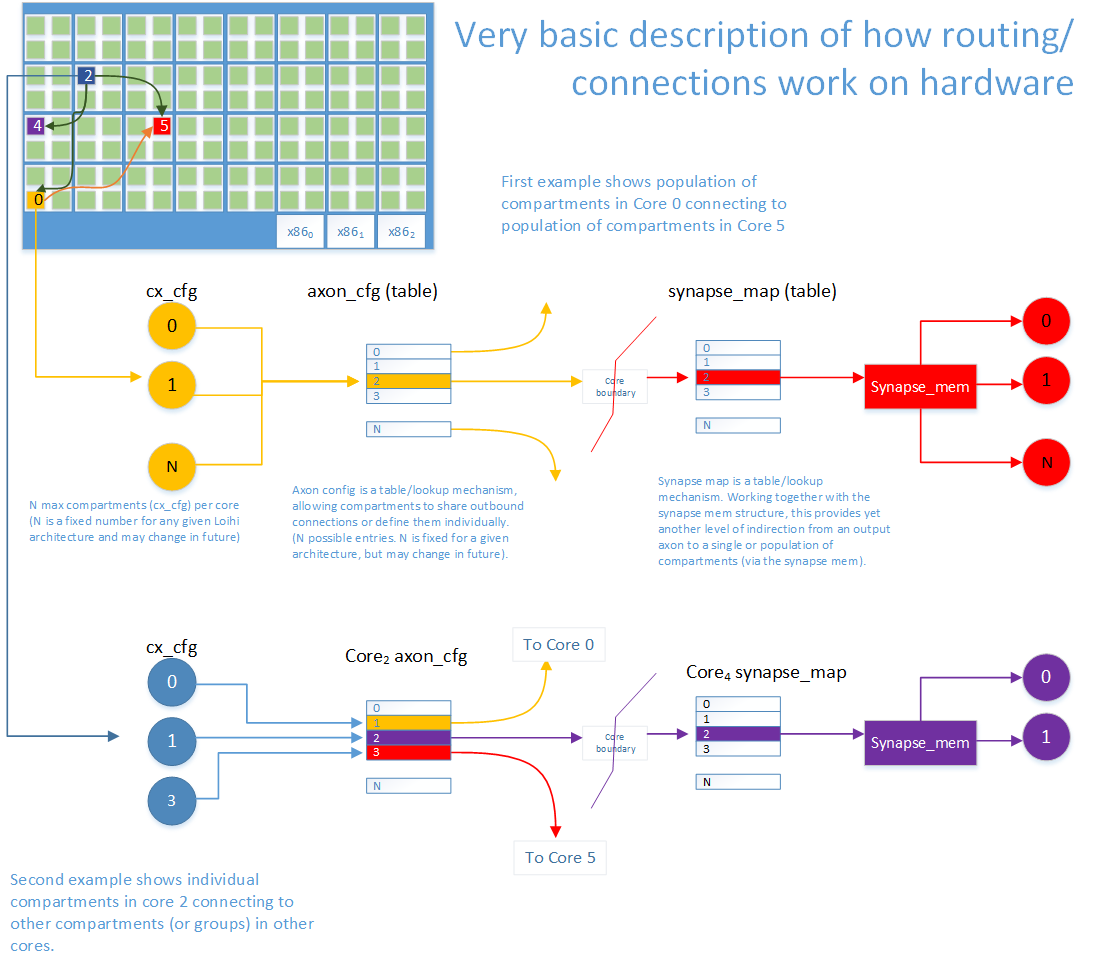 Very basic description of how routing/
connections work on hardware
2
4
5
0
x86₀ x86₁ x86₂
First example shows population of
compartments in Core 0 connecting to
population of compartments in Core 5
cx_cfg
axon_cfg (table)
synapse_map (table)
0
1
N
0
1
2
3
N
Core
boundary
0
1
2
3
N
Synapse_mem
0
1
N
N max compartments (cx_cfg) per core
(N is a fixed number for any given Loihi
architecture and may change in future)
Axon config is a table/lookup mechanism,
allowing compartments to share outbound
connections or define them individually.
(N possible entries. N is fixed for a given
architecture, but may change in future).
Synapse map is a table/lookup
mechanism. Working together with the
synapse mem structure, this provides yet
another level of indirection from an output
axon to a single or population of
compartments (via the synapse mem).
cx_cfg
Core₂ axon_cfg
To Core 0
Core₄ synapse_map
0
1
3
0
1
2
3
N
Core
boundary
0
1
2
3
N
Synapse_mem
0
1
To Core 5
Second example shows individual
compartments in core 2 connecting to
other compartments (or groups) in other
cores.